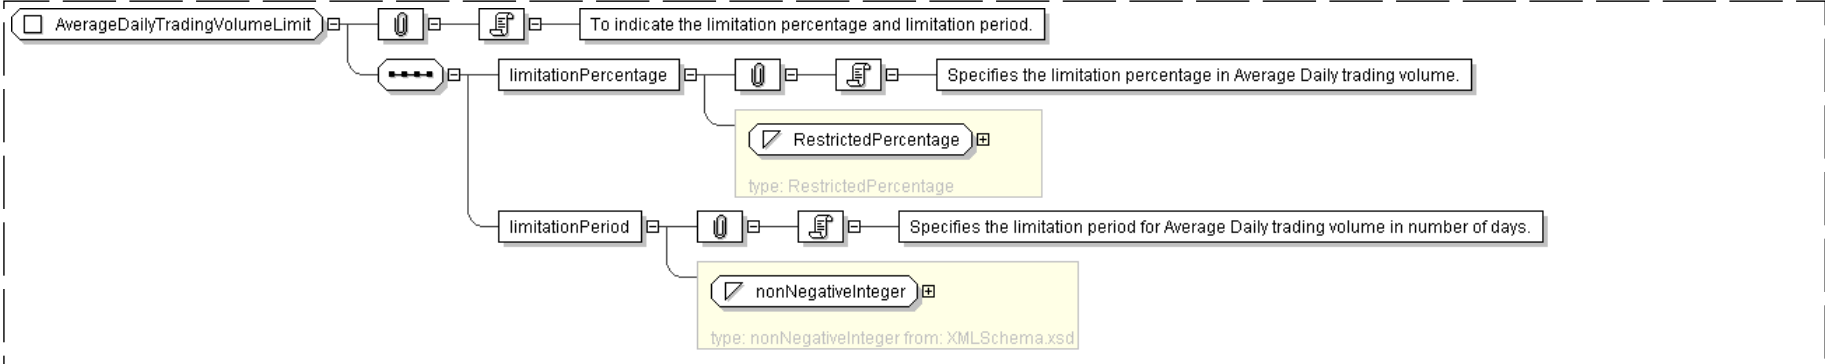 AverageDailyTradingVolumeLimit
To indicate the limitation percentage and limitation period.
limitationPercentage
Specifies the limitation percentage in Average Daily trading volume.
RestrictedPercentage
type: RestrictedPercentage
limitationPeriod
Specifies the limitation period for Average Daily trading volume in number of days.
nonNegativeInteger
type: nonNegativeInteger from: XMLSchema.xsd